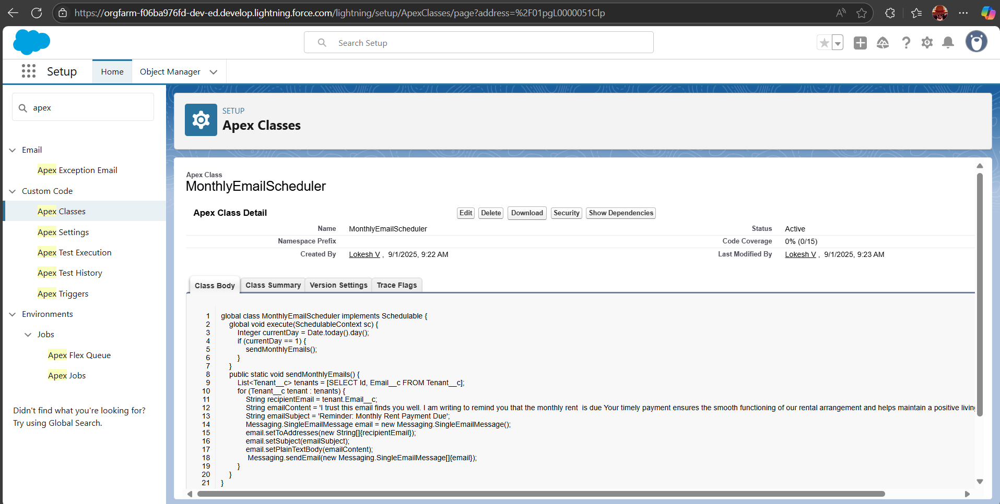 https://orgfarm-f06ba976fd-dev-ed.develop.lightning.force.com/lightning/setup/ApexClasses/page?address=%2F01pgL0000051Clp
Search Setup
Setup
Home
Object Manager
apex
Email
Apex Exception Email
Custom Code
Apex Classes
Apex Settings
Apex Test Execution
Apex Test History
Apex Triggers
Environments
Jobs
Apex Flex Queue
Apex Jobs
Didn't find what you're looking for?
Try using Global Search.
SETUP
Apex Classes
Apex Class
MonthlyEmailScheduler
Apex Class Detail
Edit Delete Download Security Show Dependencies
Name MonthlyEmailScheduler Status Active
Namespace Prefix Code Coverage 0% (0/15)
Created By Lokesh V , 9/1/2025, 9:22 AM Last Modified By Lokesh V , 9/1/2025, 9:23 AM
Class Body Class Summary Version Settings Trace Flags
1 global class MonthlyEmailScheduler implements Schedulable {
2 global void execute(SchedulableContext sc) {
3 Integer currentDay = Date.today().day();
4 if (currentDay == 1) {
5 sendMonthlyEmails();
6 }
7 }
8 public static void sendMonthlyEmails() {
9 List<Tenant__c> tenants = [SELECT Id, Email__c FROM Tenant__c];
10 for (Tenant__c tenant : tenants) {
11 String recipientEmail = tenant.Email__c;
12 String emailContent = 'I trust this email finds you well. I am writing to remind you that the monthly rent  is due Your timely payment ensures the smooth functioning of our rental arrangement and helps maintain a positive living
13 String emailSubject = 'Reminder: Monthly Rent Payment Due';
14 Messaging.SingleEmailMessage email = new Messaging.SingleEmailMessage();
15 email.setToAddresses(new String[]{recipientEmail});
16 email.setSubject(emailSubject);
17 email.setPlainTextBody(emailContent);
18 Messaging.sendEmail(new Messaging.SingleEmailMessage[]{email});
19 }
20 }
21 }